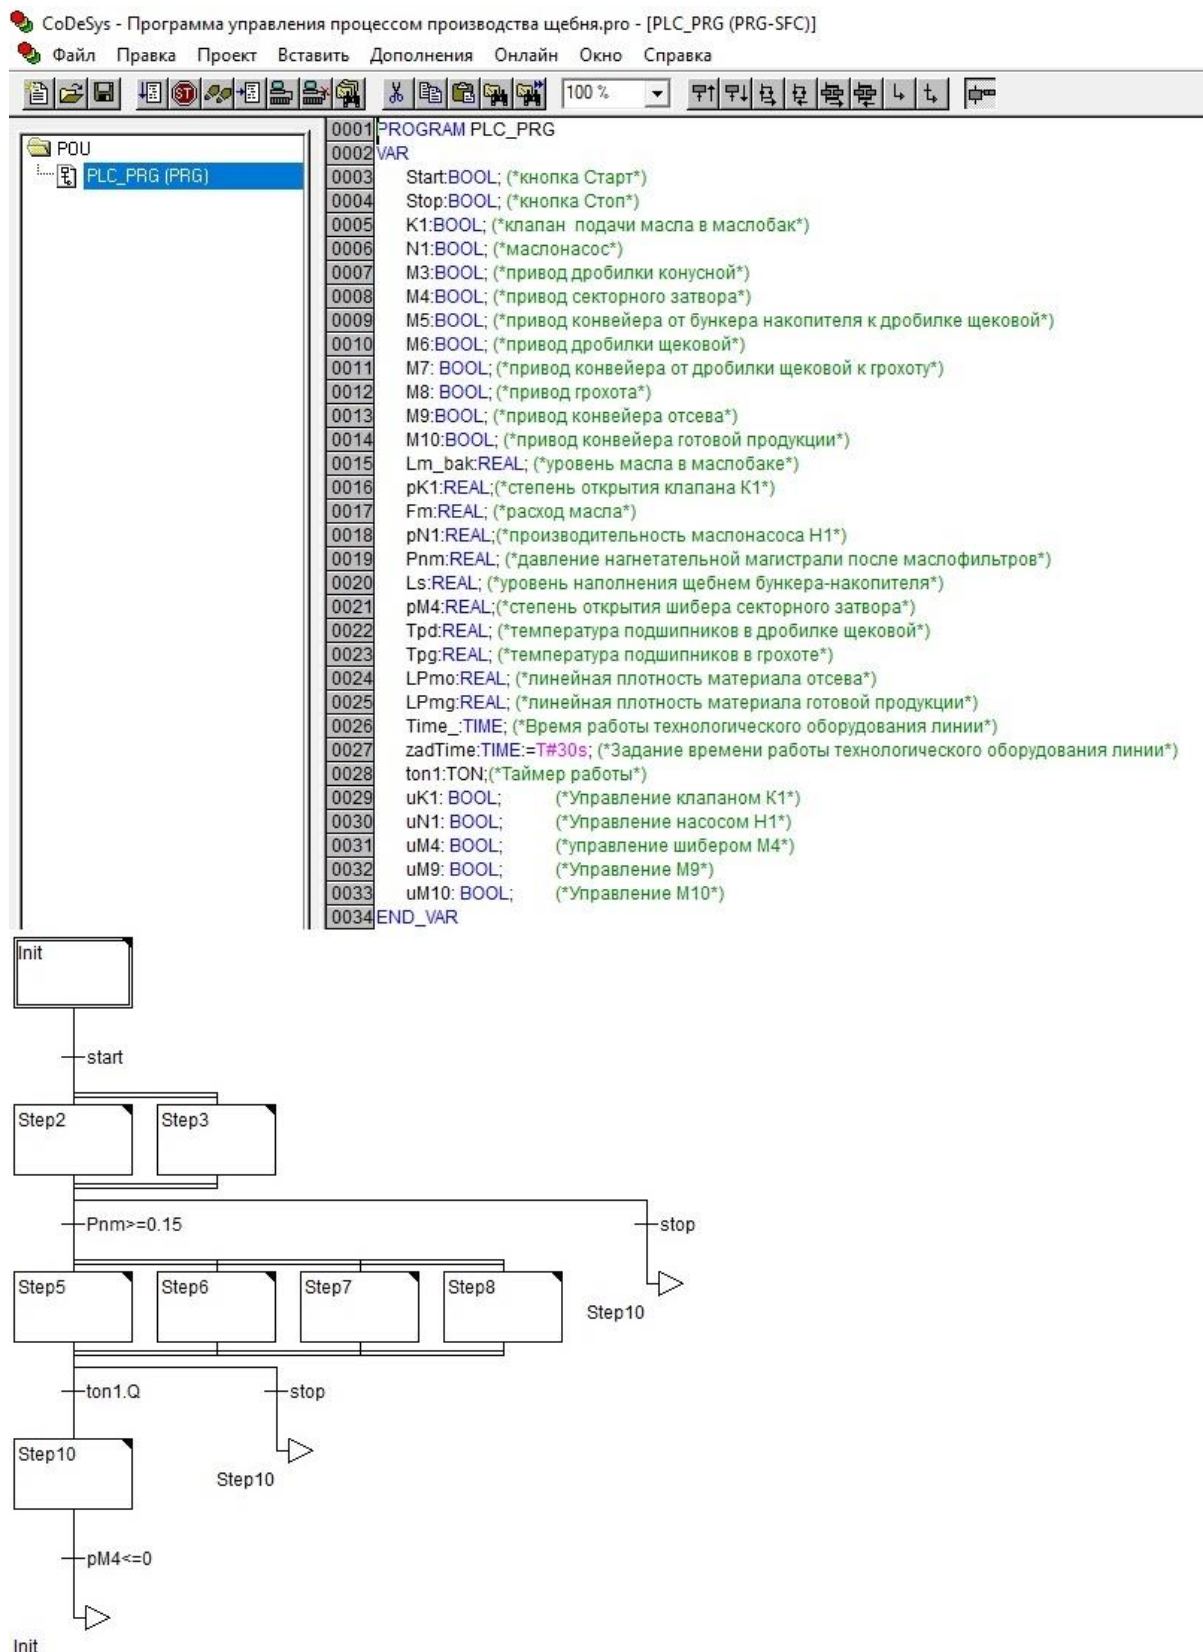 CoDeSys - Программа управления процессом производства щебня.pro - [PLC_PRG (PRG-SFC)]
Файл Правка Проект Вставить Дополнения Онлайн Окно Справка
100 %
POU
PLC_PRG (PRG)
0001 PROGRAM PLC_PRG
0002 VAR
0003 Start:BOOL; (*кнопка Старт*)
0004 Stop:BOOL; (*кнопка Стоп*)
0005 K1:BOOL; (*клапан подачи масла в маслобак*)
0006 N1:BOOL; (*маслонасос*)
0007 M3:BOOL; (*привод дробилки конусной*)
0008 M4:BOOL; (*привод секторного затвора*)
0009 M5:BOOL; (*привод конвейера от бункера накопителя к дробилке щековой*)
0010 M6:BOOL; (*привод дробилки щековой*)
0011 M7: BOOL; (*привод конвейера от дробилки щековой к грохоту*)
0012 M8: BOOL; (*привод грохота*)
0013 M9:BOOL; (*привод конвейера отсева*)
0014 M10:BOOL; (*привод конвейера готовой продукции*)
0015 Lm_bak:REAL; (*уровень масла в маслобаке*)
0016 pK1:REAL;(*степень открытия клапана К1*)
0017 Fm:REAL; (*расход масла*)
0018 pN1:REAL;(*производительность маслонасоса Н1*)
0019 Pnm:REAL; (*давление нагнетательной магистрали после маслофильтров*)
0020 Ls:REAL; (*уровень наполнения щебнем бункера-накопителя*)
0021 pM4:REAL;(*степень открытия шибера секторного затвора*)
0022 Tpd:REAL; (*температура подшипников в дробилке щековой*)
0023 Tpg:REAL; (*температура подшипников в грохоте*)
0024 LPmo:REAL; (*линейная плотность материала отсева*)
0025 LPmg:REAL; (*линейная плотность материала готовой продукции*)
0026 Time_:TIME; (*Время работы технологического оборудования линии*)
0027 zadTime:TIME:=T#30s; (*Задание времени работы технологического оборудования линии*)
0028 ton1:TON;(*Таймер работы*)
0029 uK1: BOOL; (*Управление клапаном К1*)
0030 uN1: BOOL; (*Управление насосом Н1*)
0031 uM4: BOOL; (*управление шибером М4*)
0032 uM9: BOOL; (*Управление М9*)
0033 uM10: BOOL; (*Управление М10*)
0034 END_VAR
Init
start
Step2 Step3
Pnm>=0.15 stop
Step5 Step6 Step7 Step8
Step10
ton1.Q stop
Step10
Step10
pM4<=0
Init